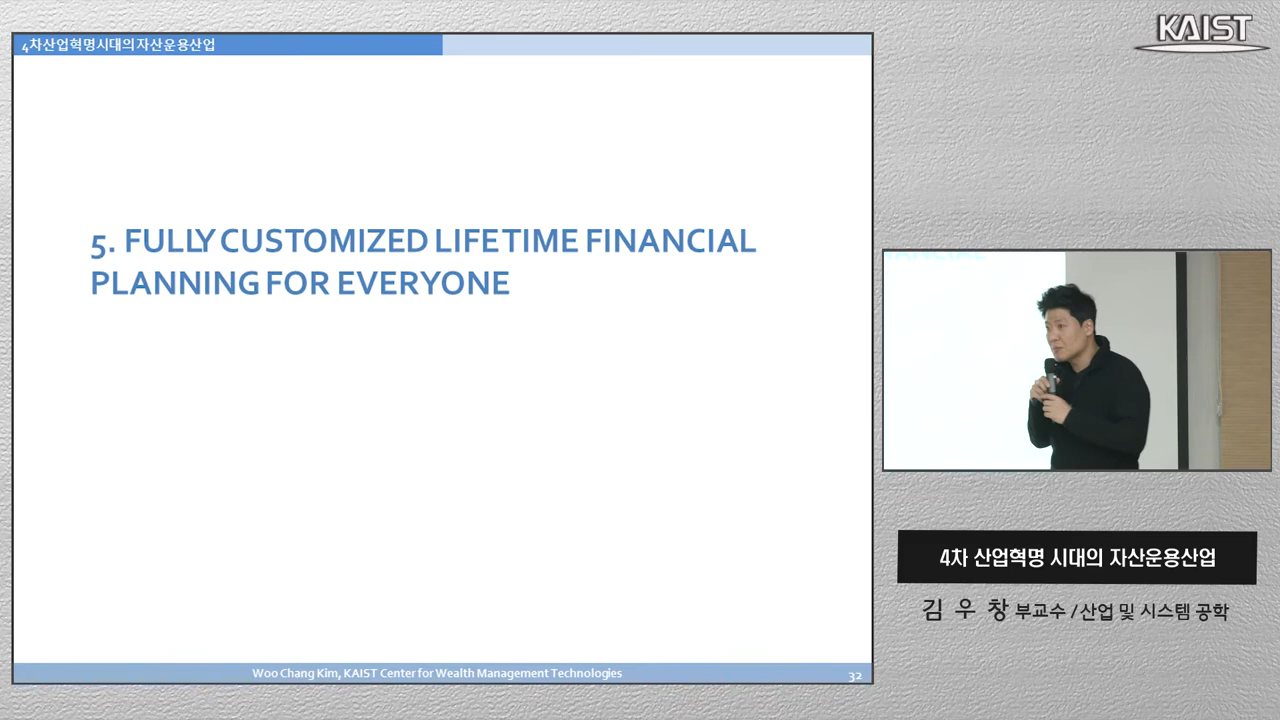 4차산업혁명시대의자산운용산업
KAIST
5. FULLY CUSTOMIZED LIFETIME FINANCIAL
PLANNING FOR EVERYONE
NANCIAL
4차 산업혁명 시대의 자산운용산업
김 우 창 부교수 / 산업 및 시스템 공학
Woo Chang Kim, KAIST Center for Wealth Management Technologies
32